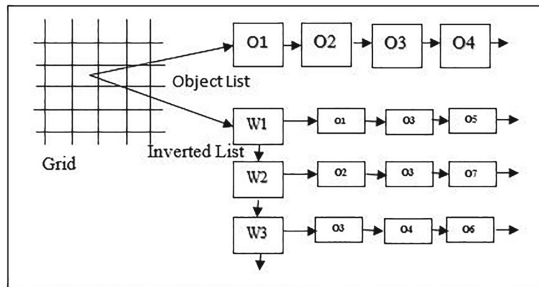 O1 O2 O3 O4
Object List
W1 O1 O3 O5
Inverted List
Grid
W2 O2 O3 O7
W3 O3 O4 O6